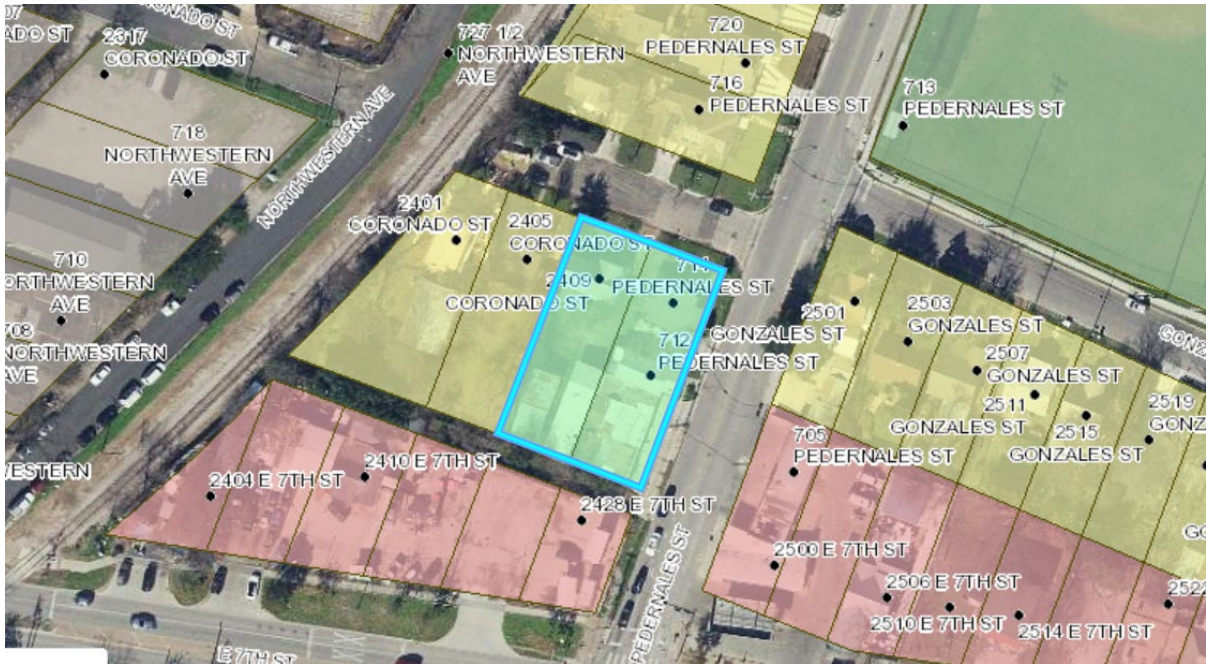 07
ADO ST
ONADO ST
2317
CORONADO ST
727 1/2
NORTHWESTERN
AVE
720
PEDERNALES ST
716
PEDERNALES ST
713
PEDERNALES ST
718
NORTHWESTERN
AVE
NORTHWESTERN AVE
2401
CORONADO ST
2405
CORONADO ST
2409
CORONADO ST
714
PEDERNALES ST
712
PEDERNALES ST
710
ORTHWESTERN
AVE
708
NORTHWESTERN
AVE
WESTERN
2501
GONZALES ST
2503
GONZALES ST
2507
GONZALES ST
2511
GONZALES ST
2515
GONZALES ST
2519
GONZ
GONZ
GO
705
PEDERNALES ST
2404 E 7TH ST
2410 E 7TH ST
2428 E 7TH ST
2500 E 7TH ST
2506 E 7TH ST
2510 E 7TH ST
2514 E 7TH ST
2522
PEDERNALES ST
E 7TH ST